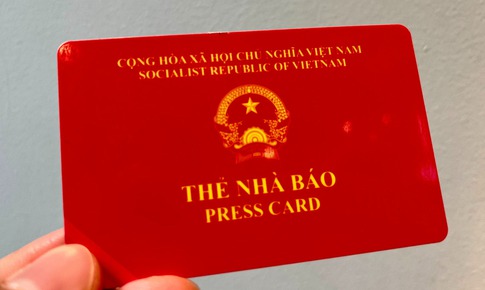 CỘNG HÒA XÃ HỘI CHỦ NGHĨA VIỆT NAM
SOCIALIST REPUBLIC OF VIETNAM
THẺ NHÀ BÁO
PRESS CARD